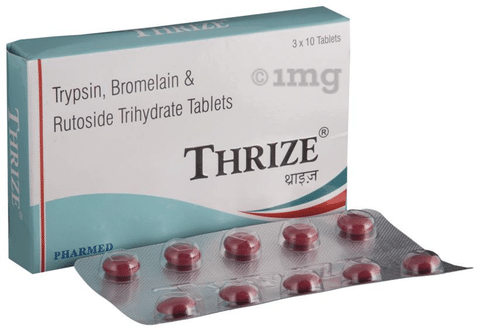 3 x 10 Tablets
Trypsin, Bromelain &
Rutoside Trihydrate Tablets
©1mg
THRIZE®
थ्राइज़
PHARMED
THRIZE®